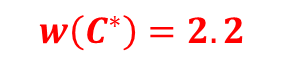 w(C*) = 2.2